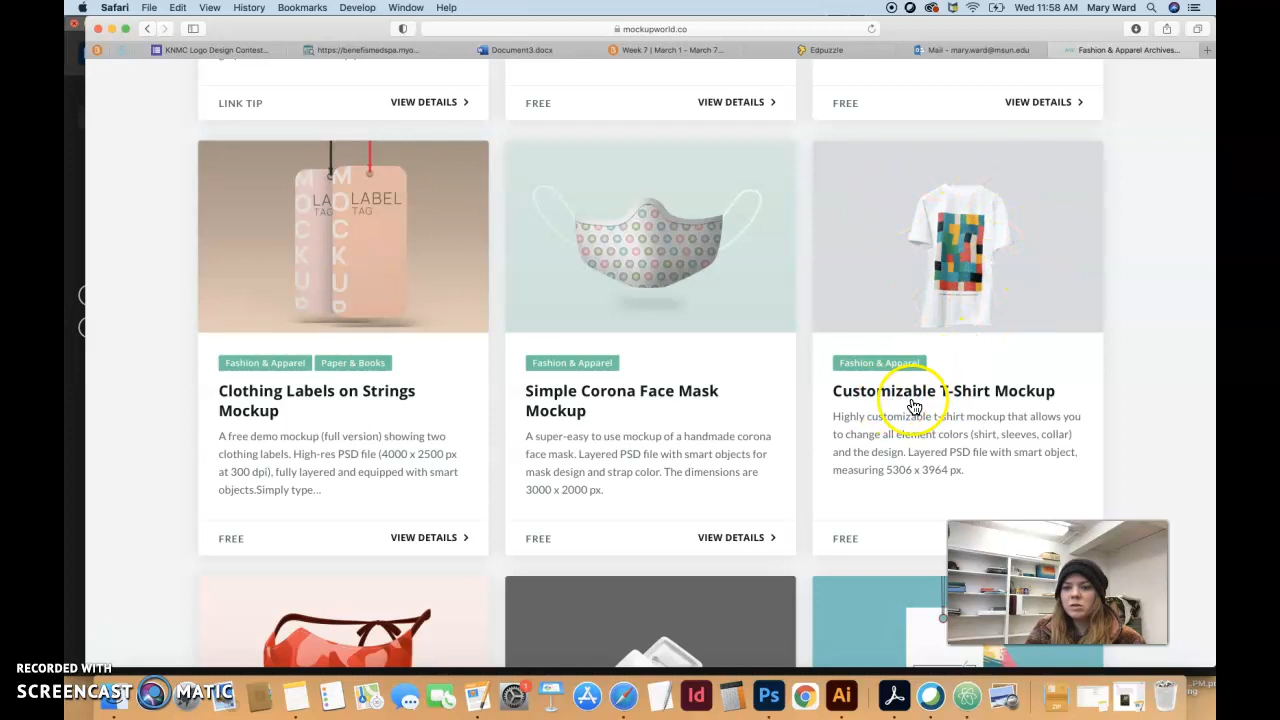 Safari File Edit View History Bookmarks Develop Window Help
Wed 11:58 AM Mary Ward
mockupworld.co
KNMC Logo Design Contest...
https://benefismedspa.myo...
Document3.docx
Week 7 | March 1 – March 7...
Edpuzzle
Mail - mary.ward@msun.edu
Fashion & Apparel Archives...
LINK TIP
VIEW DETAILS
FREE
VIEW DETAILS
FREE
VIEW DETAILS
LABEL
TAG
MOCKUP
Fashion & Apparel
Paper & Books
Clothing Labels on Strings
Mockup
A free demo mockup (full version) showing two
clothing labels. High-res PSD file (4000 x 2500 px
at 300 dpi), fully layered and equipped with smart
objects.Simply type...
FREE
VIEW DETAILS
Fashion & Apparel
Simple Corona Face Mask
Mockup
A super-easy to use mockup of a handmade corona
face mask. Layered PSD file with smart objects for
mask design and strap color. The dimensions are
3000 x 2000 px.
FREE
VIEW DETAILS
Fashion & Apparel
Customizable T-Shirt Mockup
Highly customizable t-shirt mockup that allows you
to change all element colors (shirt, sleeves, collar)
and the design. Layered PSD file with smart object,
measuring 5306 x 3964 px.
FREE
RECORDED WITH
SCREENCAST MATIC
Id
Ps
Ai
ZIP